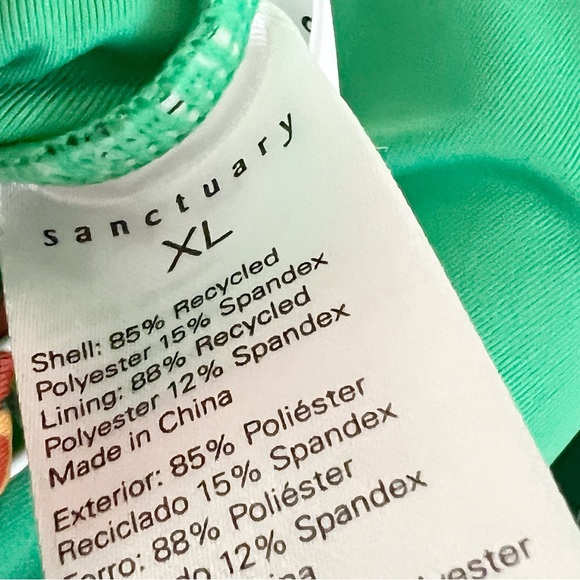 sanctuary
XL
Shell: 85% Recycled
Polyester 15% Spandex
Lining: 88% Recycled
Polyester 12% Spandex
Made in China
Exterior: 85% Poliéster
Reciclado 15% Spandex
88% Poliéster
12% Spandex